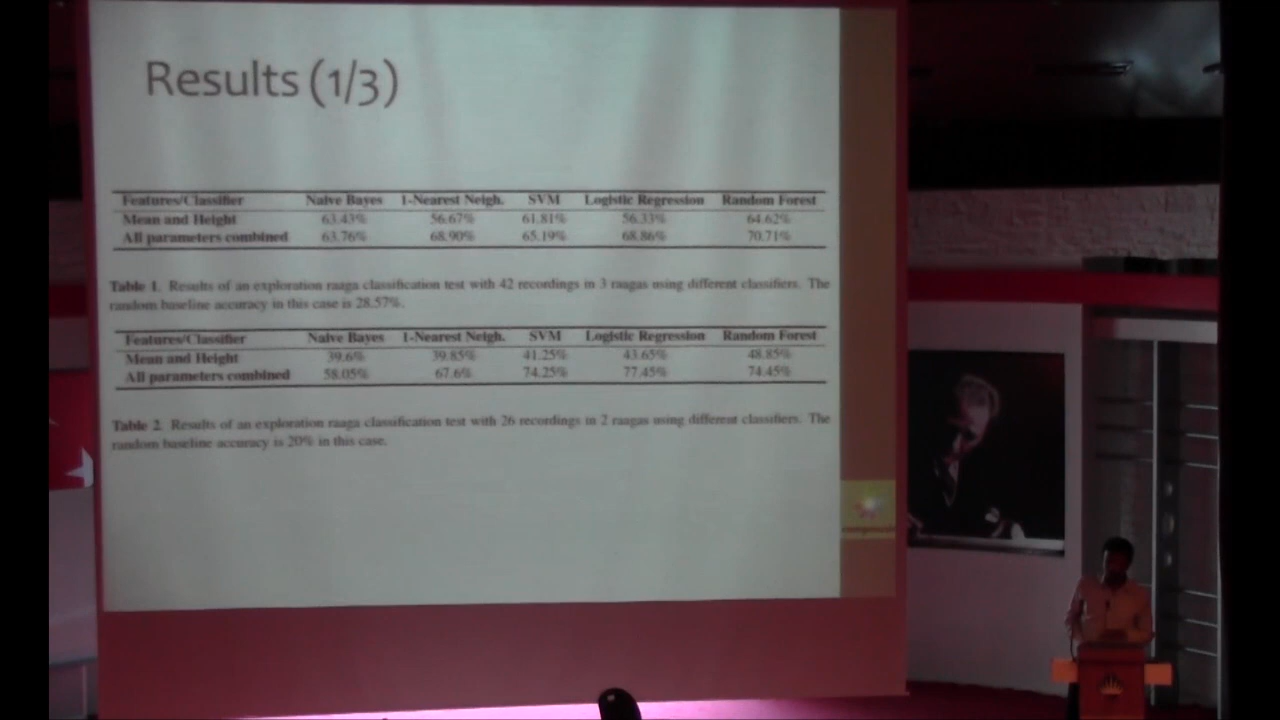 Results (1/3)
Features/Classifier Naive Bayes 1-Nearest Neigh. SVM Logistic Regression Random Forest
Mean and Height 63.43% 56.67% 61.81% 56.33% 64.62%
All parameters combined 63.76% 68.90% 65.19% 68.86% 70.71%
Table 1. Results of an exploration raaga classification test with 42 recordings in 3 raagas using different classifiers. The
random baseline accuracy in this case is 28.57%.
Features/Classifier Naive Bayes 1-Nearest Neigh. SVM Logistic Regression Random Forest
Mean and Height 39.6% 39.85% 41.25% 43.65% 48.85%
All parameters combined 58.05% 67.6% 74.25% 77.45% 74.45%
Table 2. Results of an exploration raaga classification test with 26 recordings in 2 raagas using different classifiers. The
random baseline accuracy is 20% in this case.